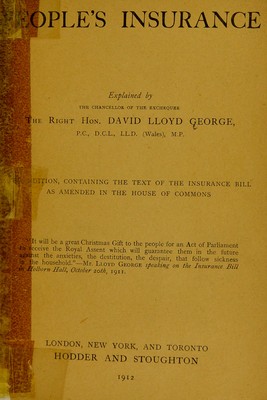 EOPLE'S INSURANCE
Explained by
THE CHANCELLOR OF THE EXCHEQUER
THE RIGHT HON. DAVID LLOYD GEORGE,
P.C., D.C.L., LL.D. (Wales), M.P.
DITION, CONTAINING THE TEXT OF THE INSURANCE BILL
AS AMENDED IN THE HOUSE OF COMMONS
"It will be a great Christmas Gift to the people for an Act of Parliament
to receive the Royal Assent which will guarantee them in the future
against the anxieties, the destitution, the despair, that follow sickness
the household."—MR. LLOYD GEORGE speaking on the Insurance Bill
Holborn Hall, October 20th, 1911.
LONDON, NEW YORK, AND TORONTO
HODDER AND STOUGHTON
1912